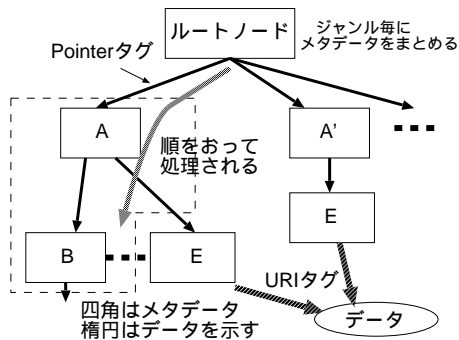 ルートノード
ジャンル毎に
メタデータをまとめる
Pointerタグ
A
順をおって
処理される
A'
B
E
E
URIタグ
四角はメタデータ
楕円はデータを示す
データ